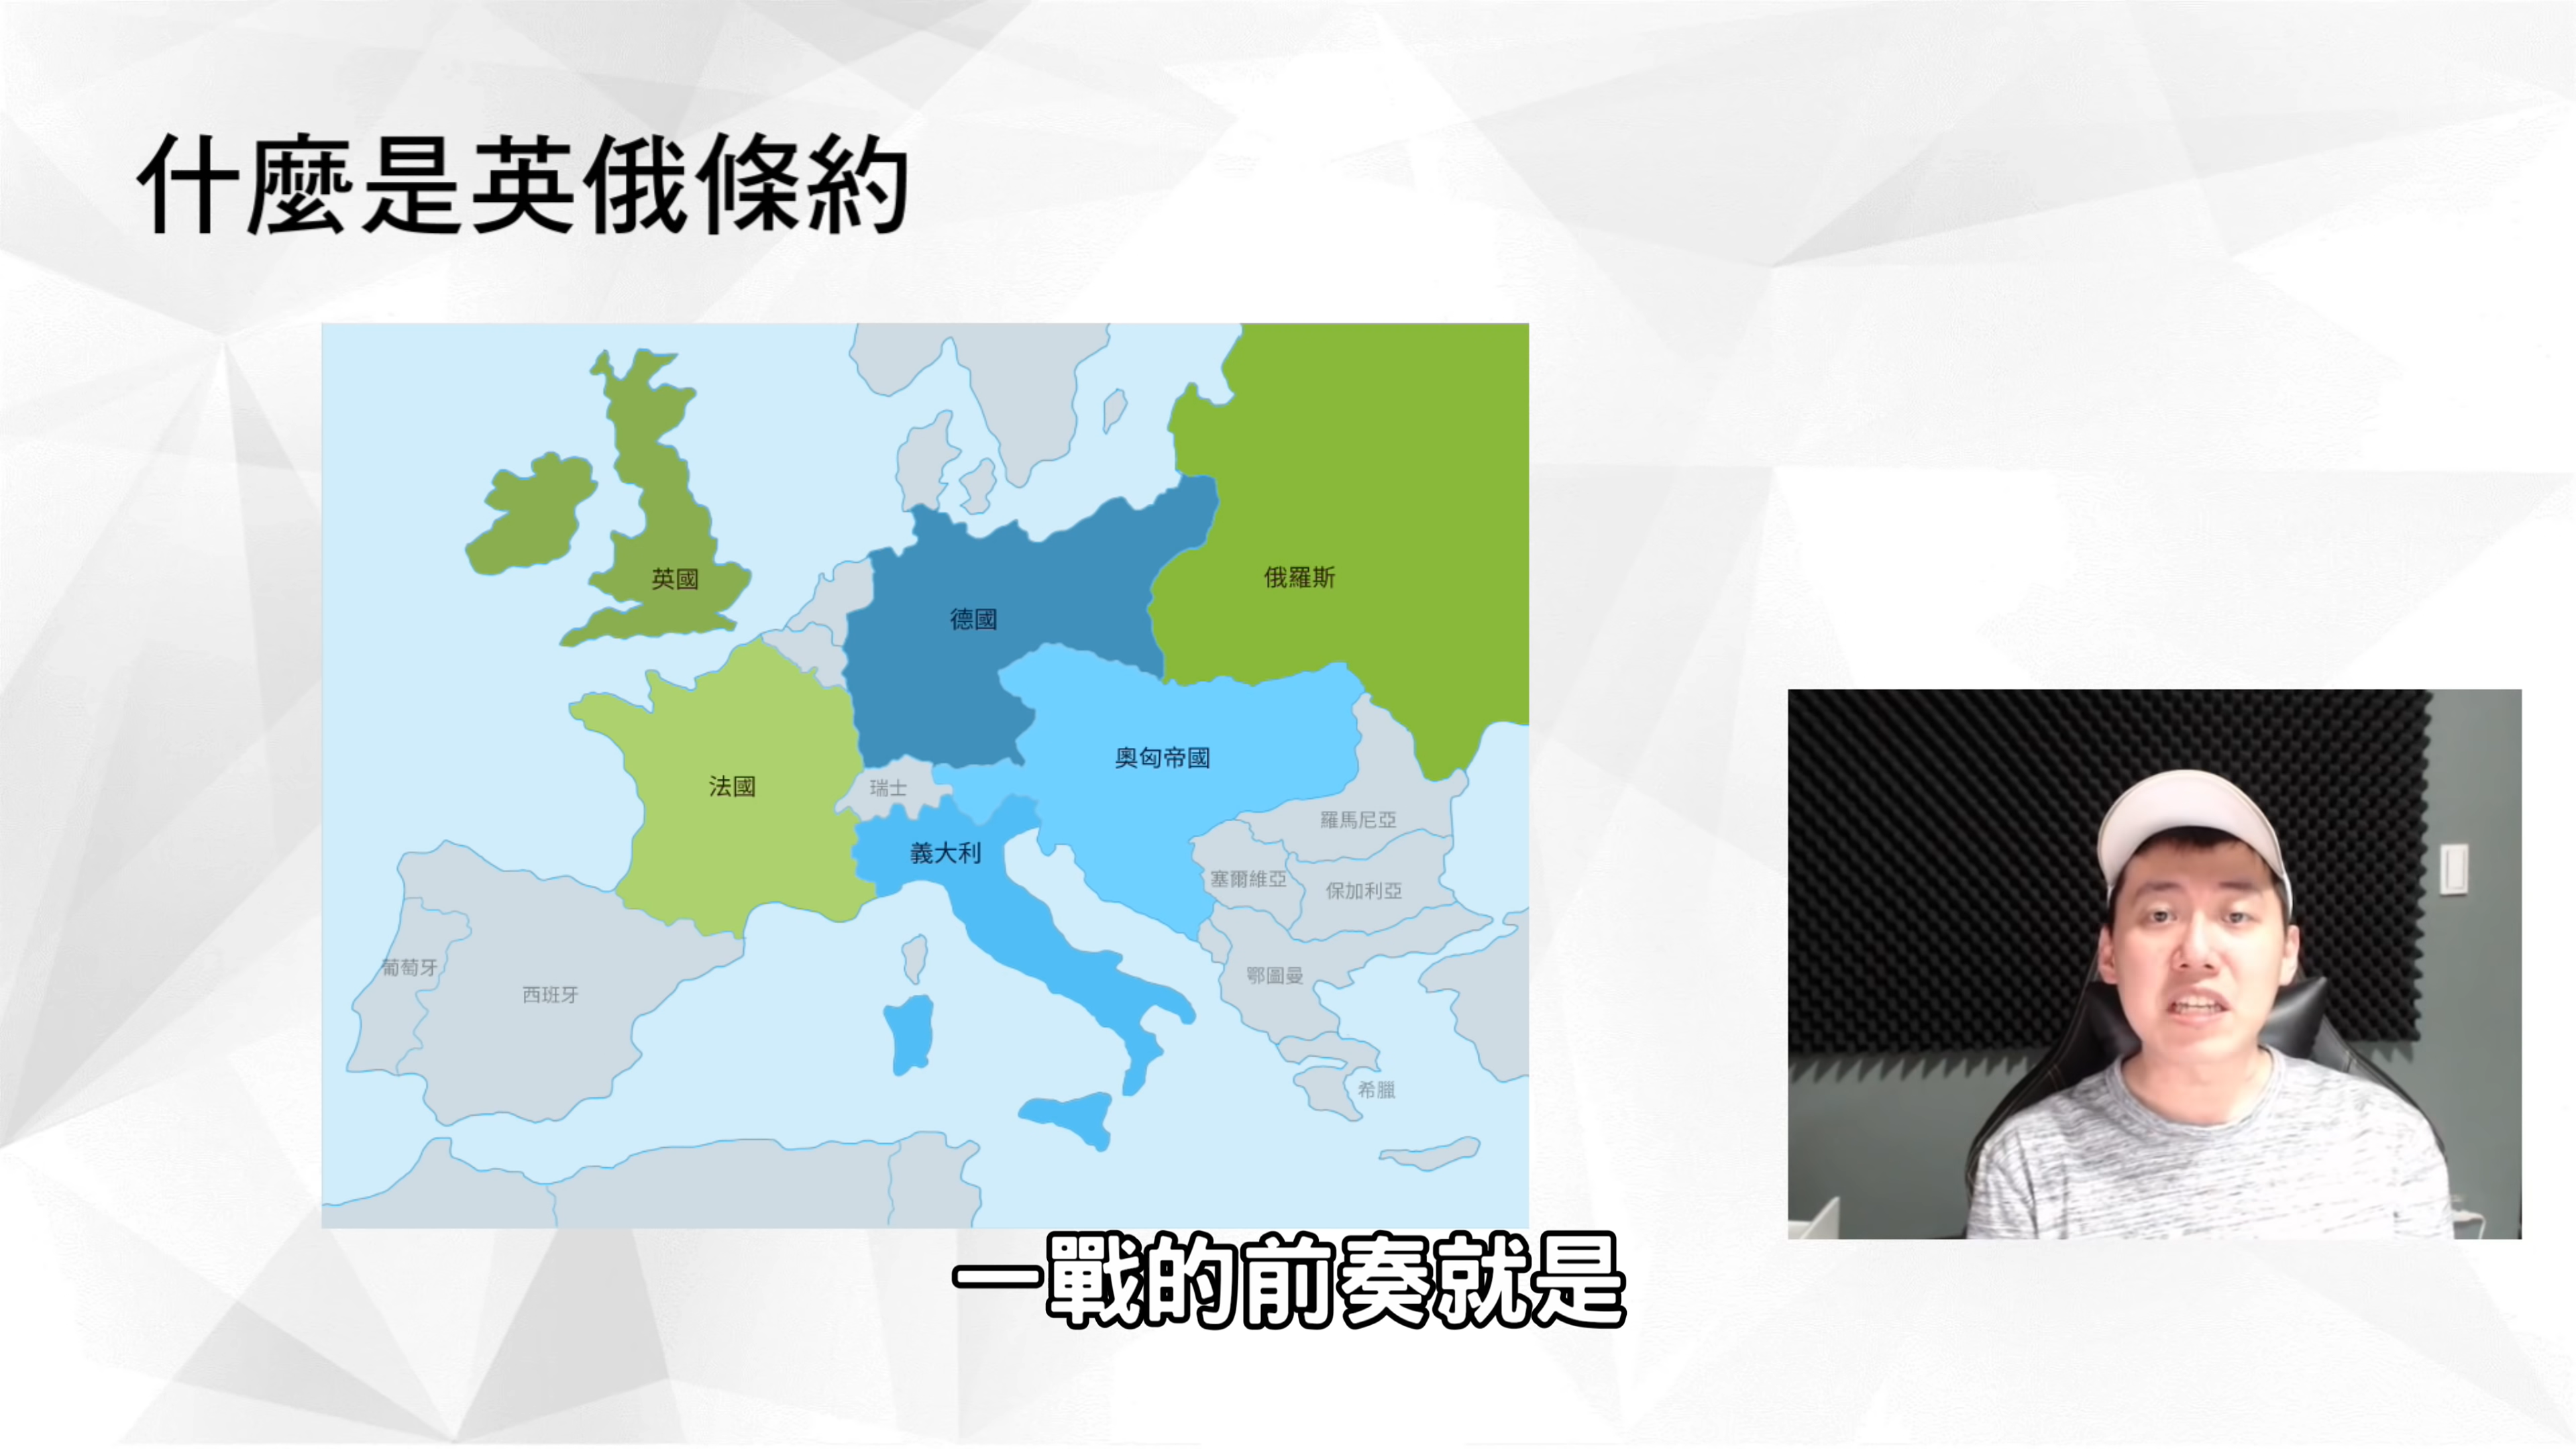 什麼是英俄條約
英國
俄羅斯
德國
奧匈帝國
法國
瑞士
羅馬尼亞
義大利
塞爾維亞
保加利亞
葡萄牙
西班牙
鄂圖曼
希臘
一戰的前奏就是